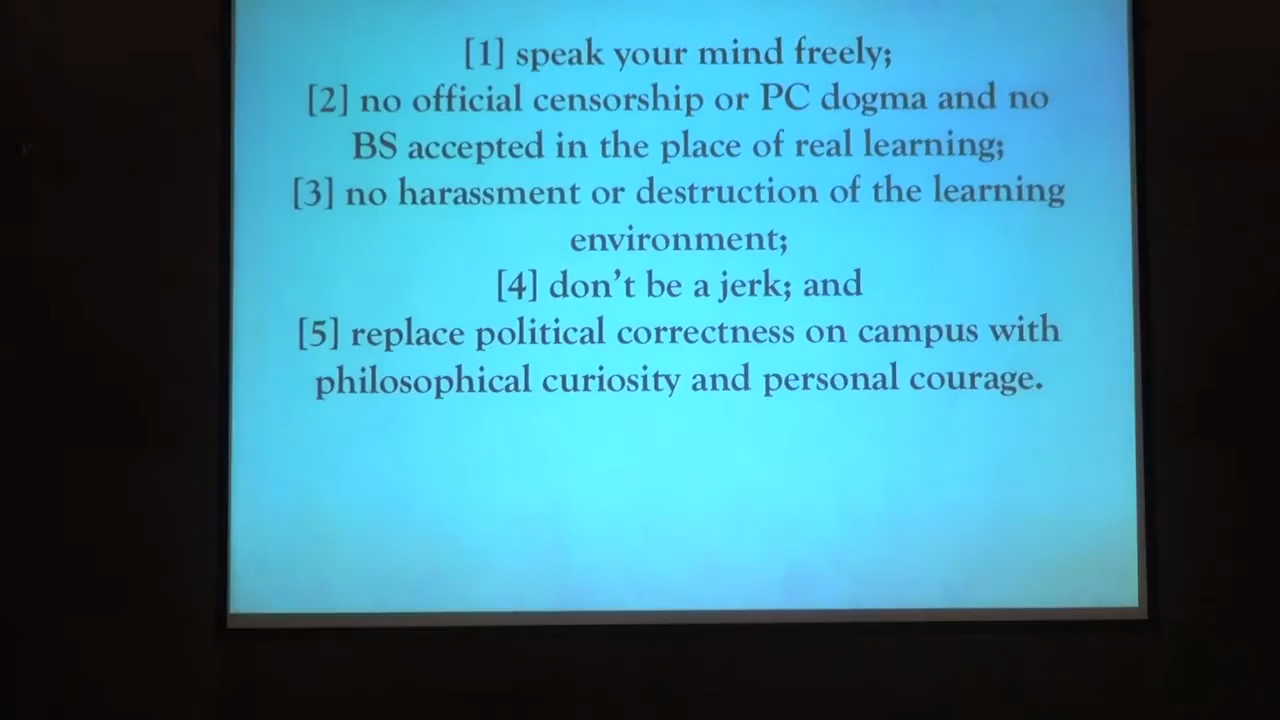 [1] speak your mind freely;
[2] no official censorship or PC dogma and no
BS accepted in the place of real learning;
[3] no harassment or destruction of the learning
environment;
[4] don’t be a jerk; and
[5] replace political correctness on campus with
philosophical curiosity and personal courage.